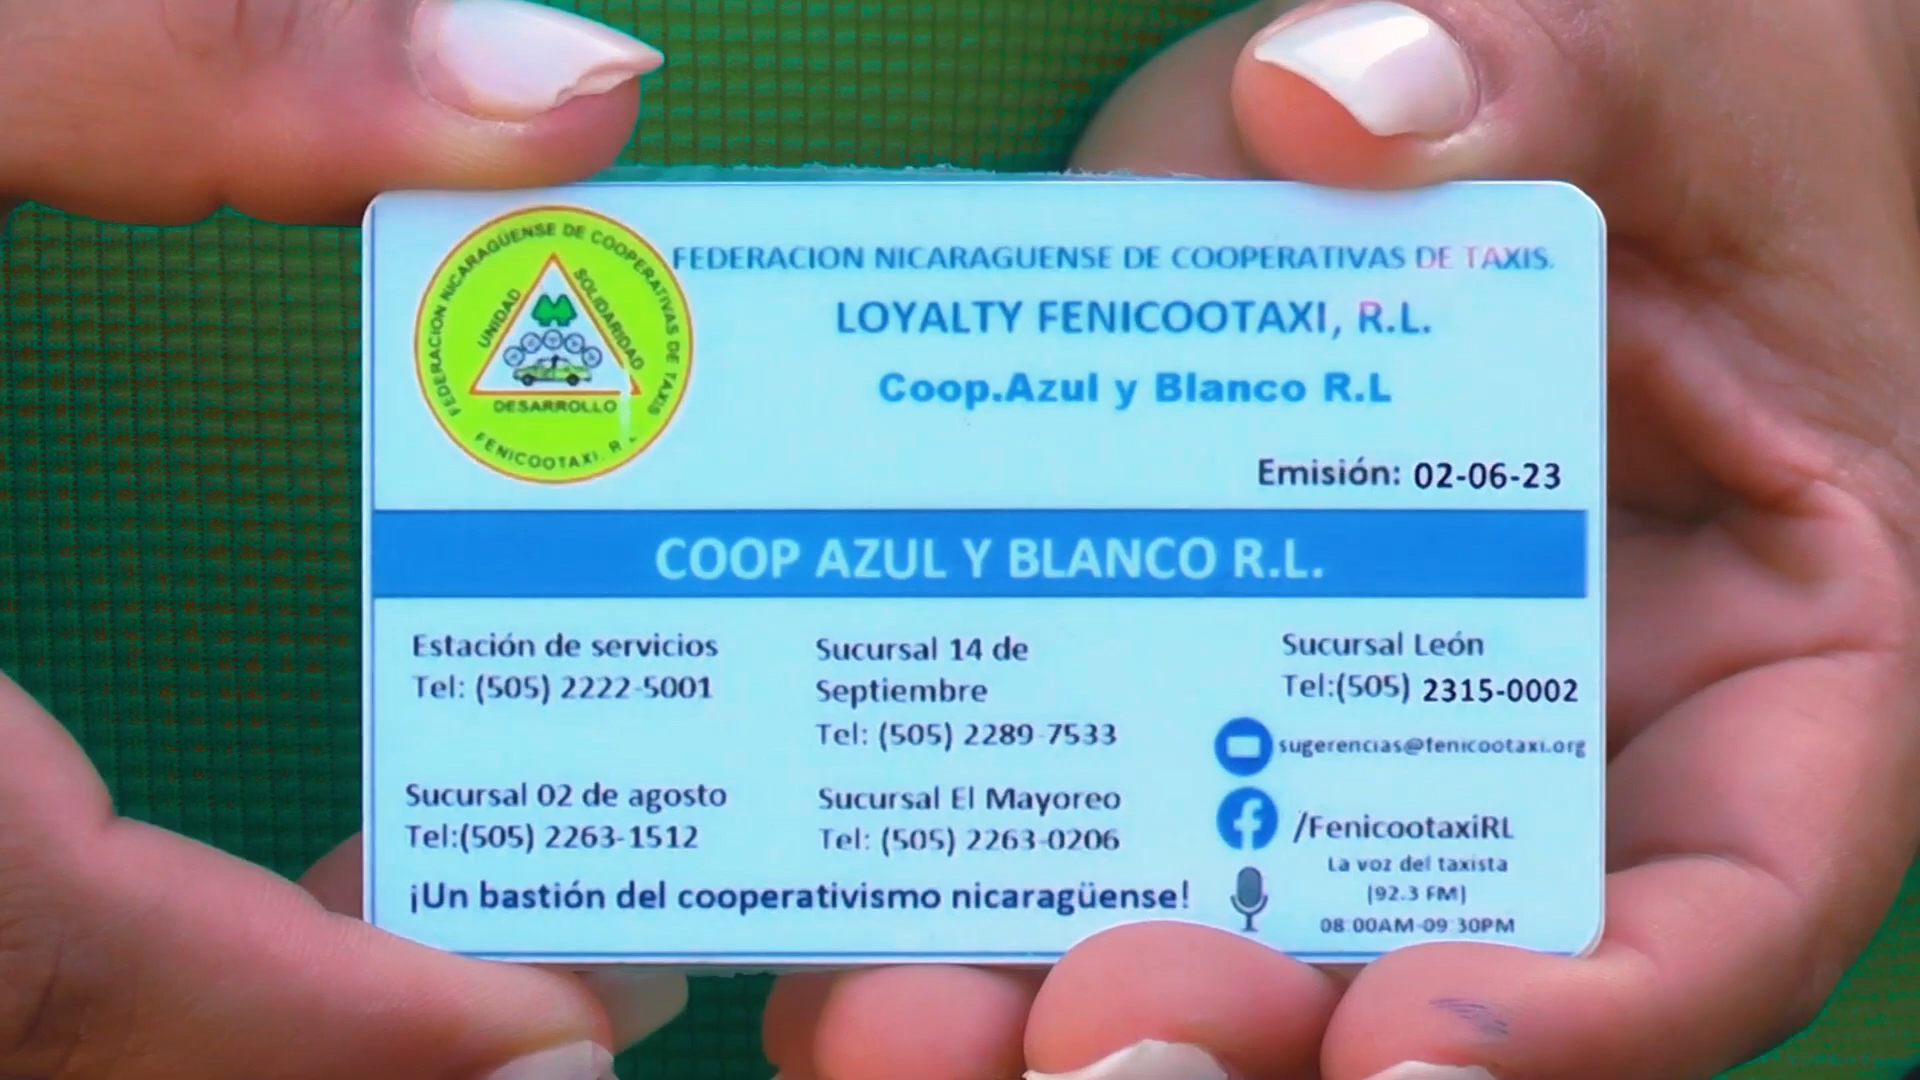 FEDERACION NICARAGÜENSE DE COOPERATIVAS DE TAXIS
UNIDAD
SOLIDARIDAD
DESARROLLO
FENICOOTAXI. R L
FEDERACION NICARAGUENSE DE COOPERATIVAS DE TAXIS.
LOYALTY FENICOOTAXI, R.L.
Coop.Azul y Blanco R.L
Emisión: 02-06-23
COOP AZUL Y BLANCO R.L.
Estación de servicios
Tel: (505) 2222-5001
Sucursal 14 de
Septiembre
Tel: (505) 2289-7533
Sucursal León
Tel:(505) 2315-0002
sugerencias@fenicootaxi.org
Sucursal 02 de agosto
Tel:(505) 2263-1512
Sucursal El Mayoreo
Tel: (505) 2263-0206
/FenicootaxiRL
La voz del taxista
(92.3 FM)
08:00AM-09:30PM
¡Un bastión del cooperativismo nicaragüense!